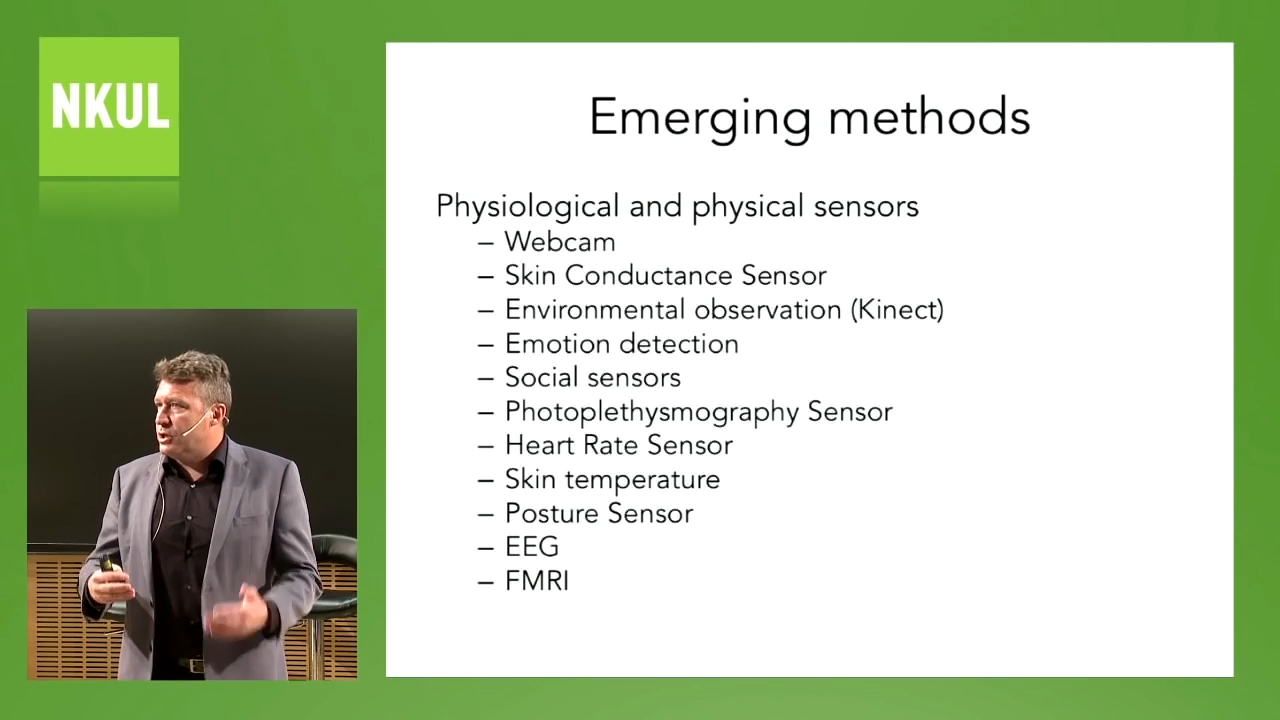 NKUL
Emerging methods
Physiological and physical sensors
– Webcam
– Skin Conductance Sensor
– Environmental observation (Kinect)
– Emotion detection
– Social sensors
– Photoplethysmography Sensor
– Heart Rate Sensor
– Skin temperature
– Posture Sensor
– EEG
– FMRI